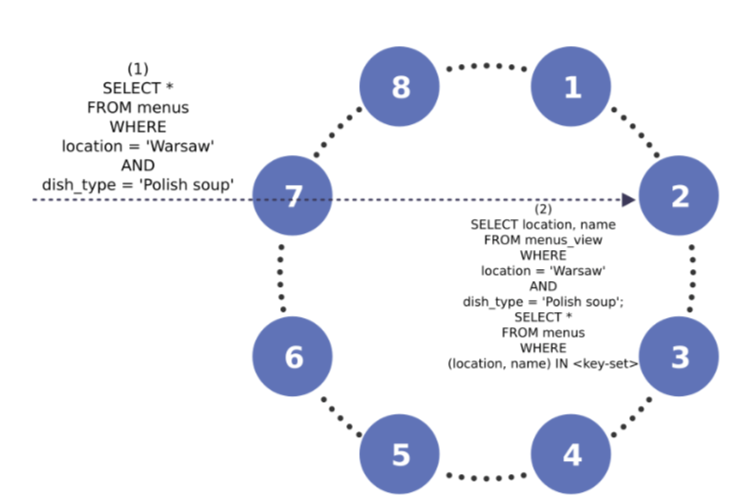 (1)
SELECT *
FROM menus
WHERE
location = 'Warsaw'
AND
dish_type = 'Polish soup'
8
1
7
2
(2)
SELECT location, name
FROM menus_view
WHERE
location = 'Warsaw'
AND
dish_type = 'Polish soup';
SELECT *
FROM menus
WHERE
(location, name) IN <key-set>
6
3
5
4